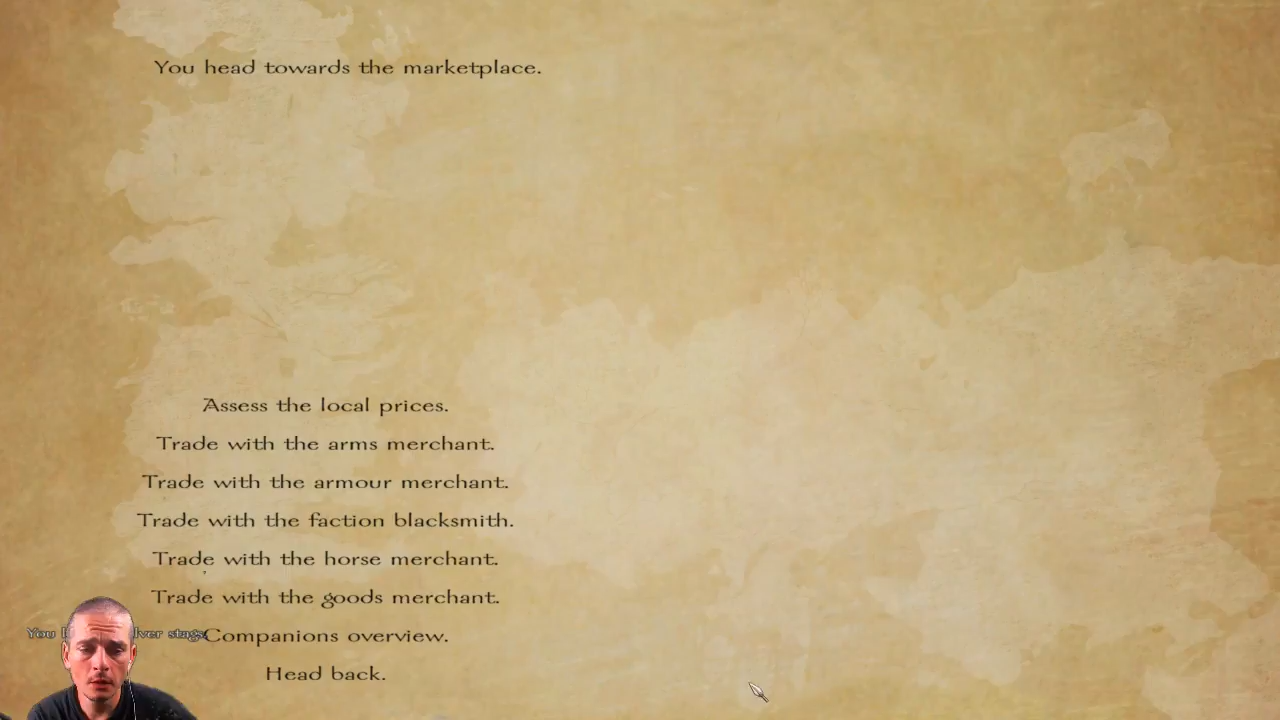 You head towards the marketplace.
Assess the local prices.
Trade with the arms merchant.
Trade with the armour merchant.
Trade with the faction blacksmith.
Trade with the horse merchant.
Trade with the goods merchant.
You stags.
Companions overview.
Head back.